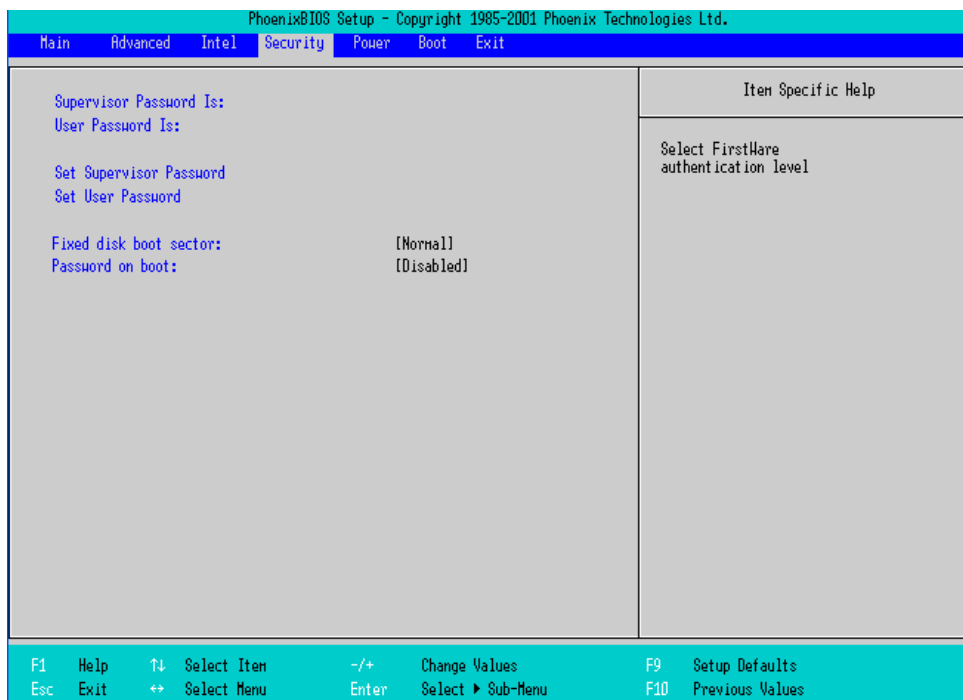 PhoenixBIOS Setup - Copyright 1985-2001 Phoenix Technologies Ltd.
Main Advanced Intel Security Power Boot Exit
Item Specific Help
Supervisor Password Is:
User Password Is:
Set Supervisor Password
Set User Password
Fixed disk boot sector: [Normal]
Password on boot: [Disabled]
Select FirstWare
authentication level
F1 Help ↑↓ Select Item -/+ Change Values F9 Setup Defaults
Esc Exit ↔ Select Menu Enter Select ▶ Sub-Menu F10 Previous Values